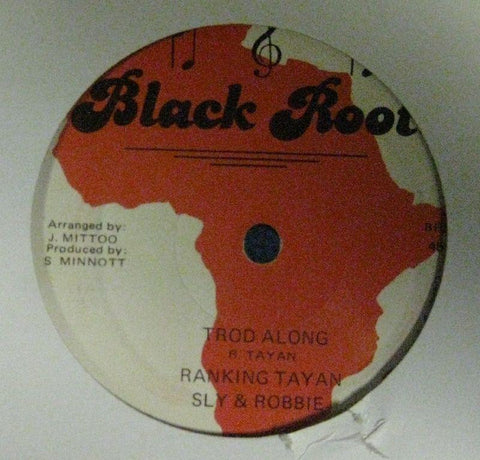 Black Root
Arranged by:
J. MITTOO
Produced by:
S MINNOTT
TROD ALONG
R TAYAN
RANKING TAYAN
SLY & ROBBIE